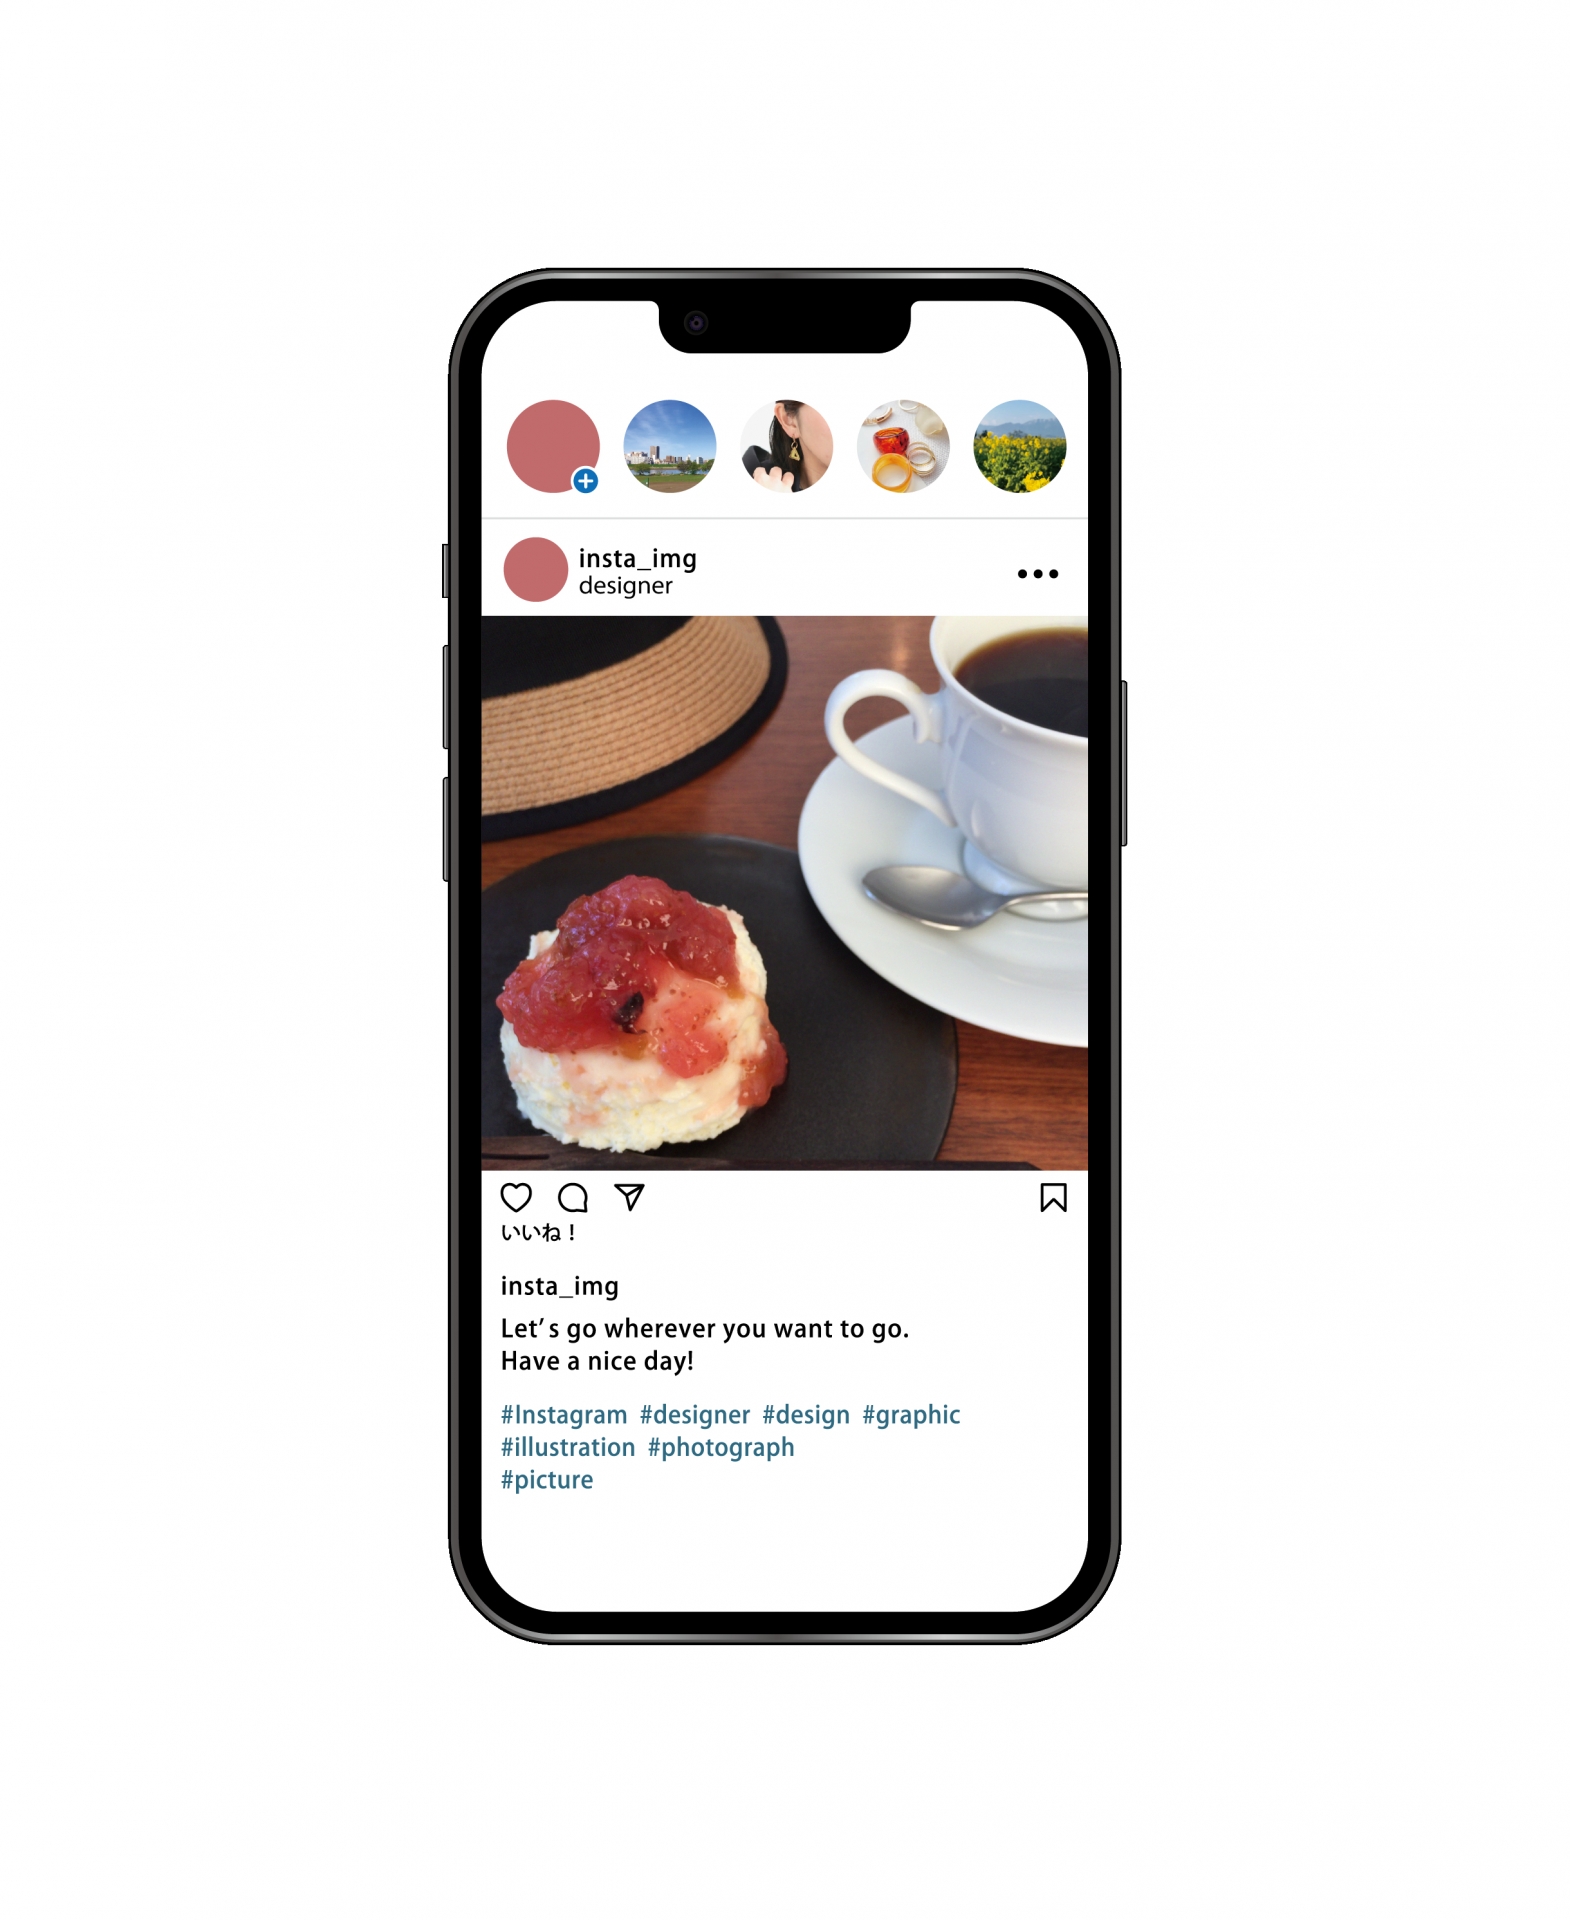 insta_img
designer
いいね！
insta_img
Let’s go wherever you want to go.
Have a nice day!
#Instagram #designer #design #graphic
#illustration #photograph
#picture